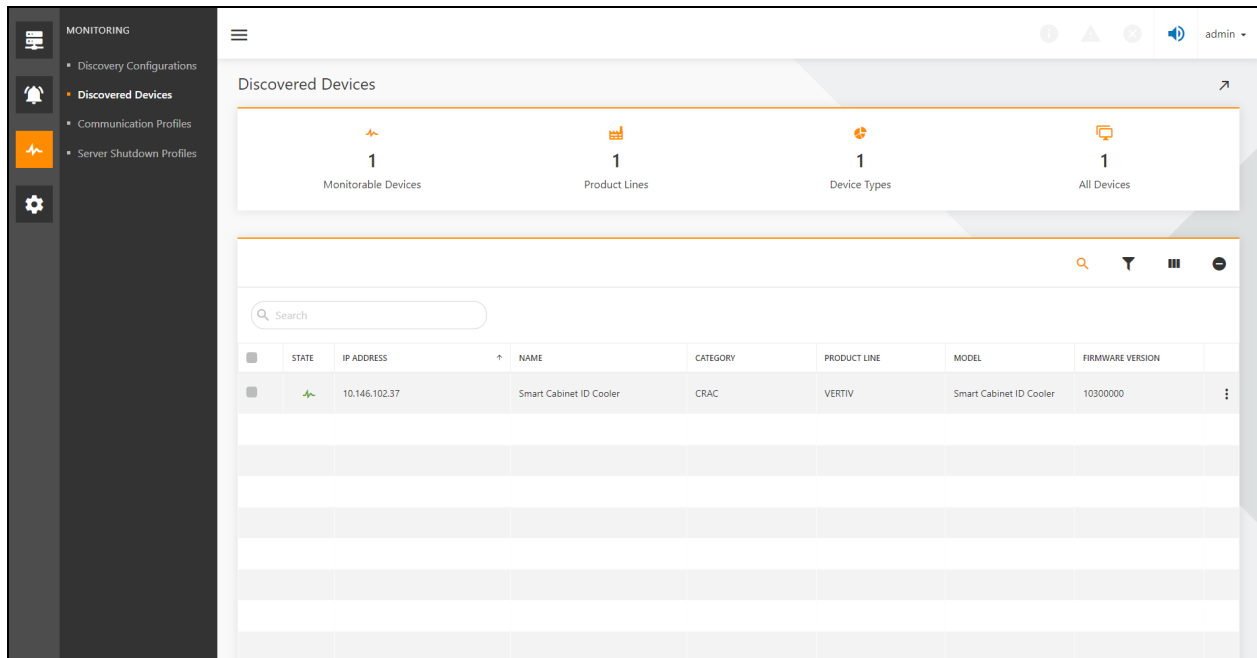 MONITORING
Discovery Configurations
Discovered Devices
Communication Profiles
Server Shutdown Profiles
admin
Discovered Devices
1
Monitorable Devices
1
Product Lines
1
Device Types
1
All Devices
Search
STATE IP ADDRESS NAME CATEGORY PRODUCT LINE MODEL FIRMWARE VERSION
10.146.102.37 Smart Cabinet ID Cooler CRAC VERTIV Smart Cabinet ID Cooler 10300000